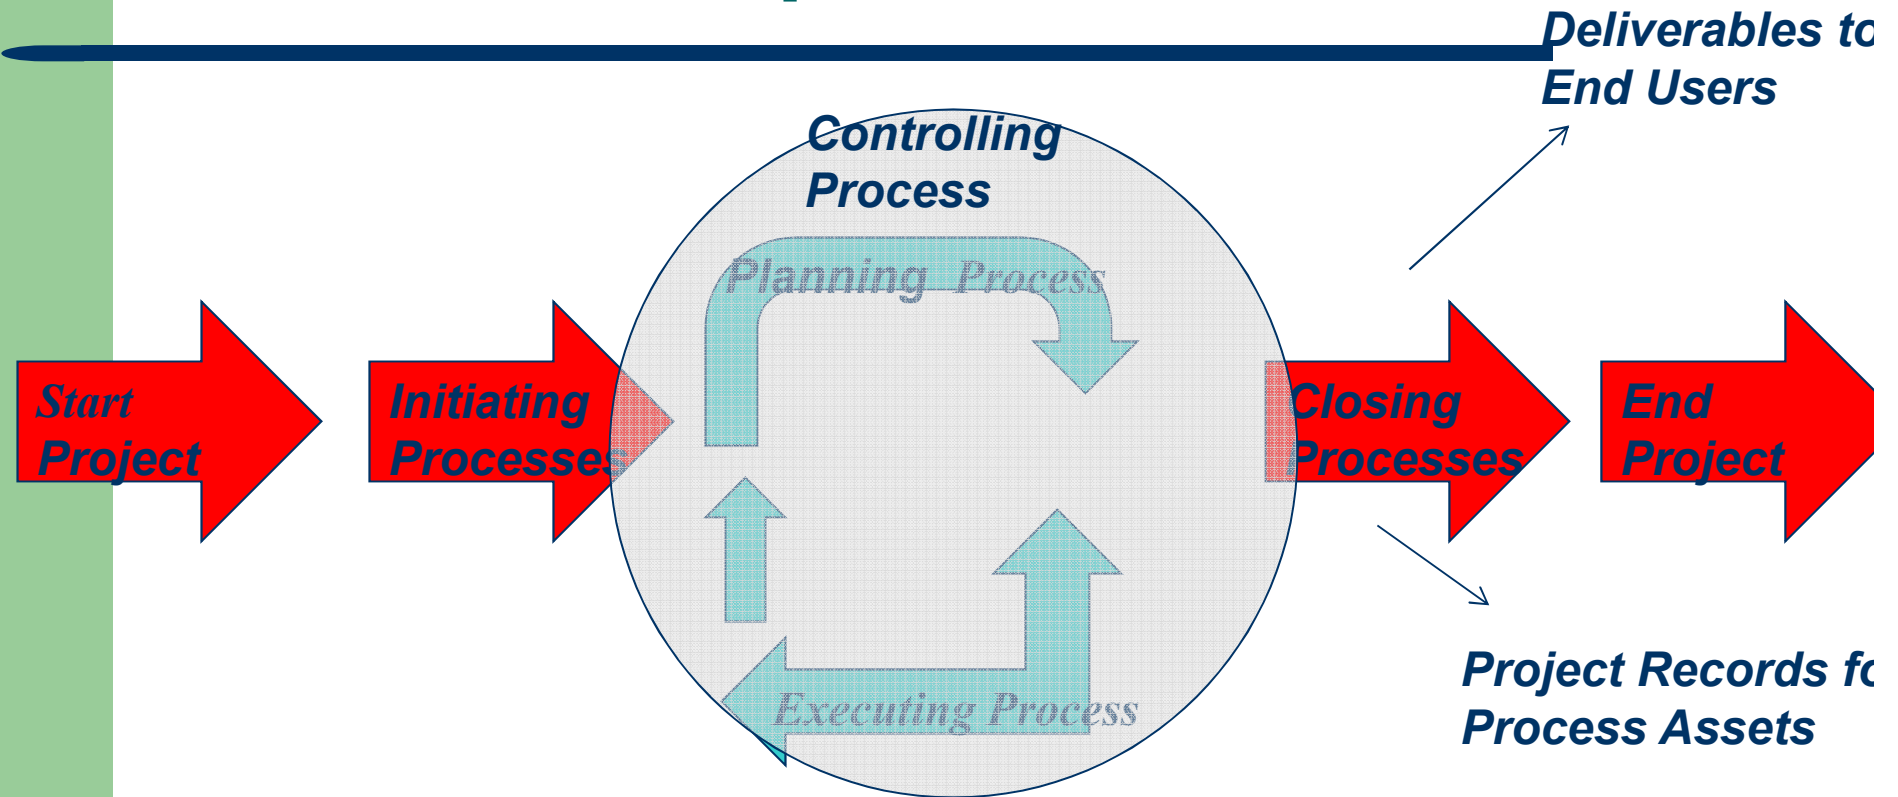 Deliverables to
End Users
Controlling
Process
Planning Process
Start
Project
Initiating
Processes
Closing
Processes
End
Project
Executing Process
Project Records
Process Assets